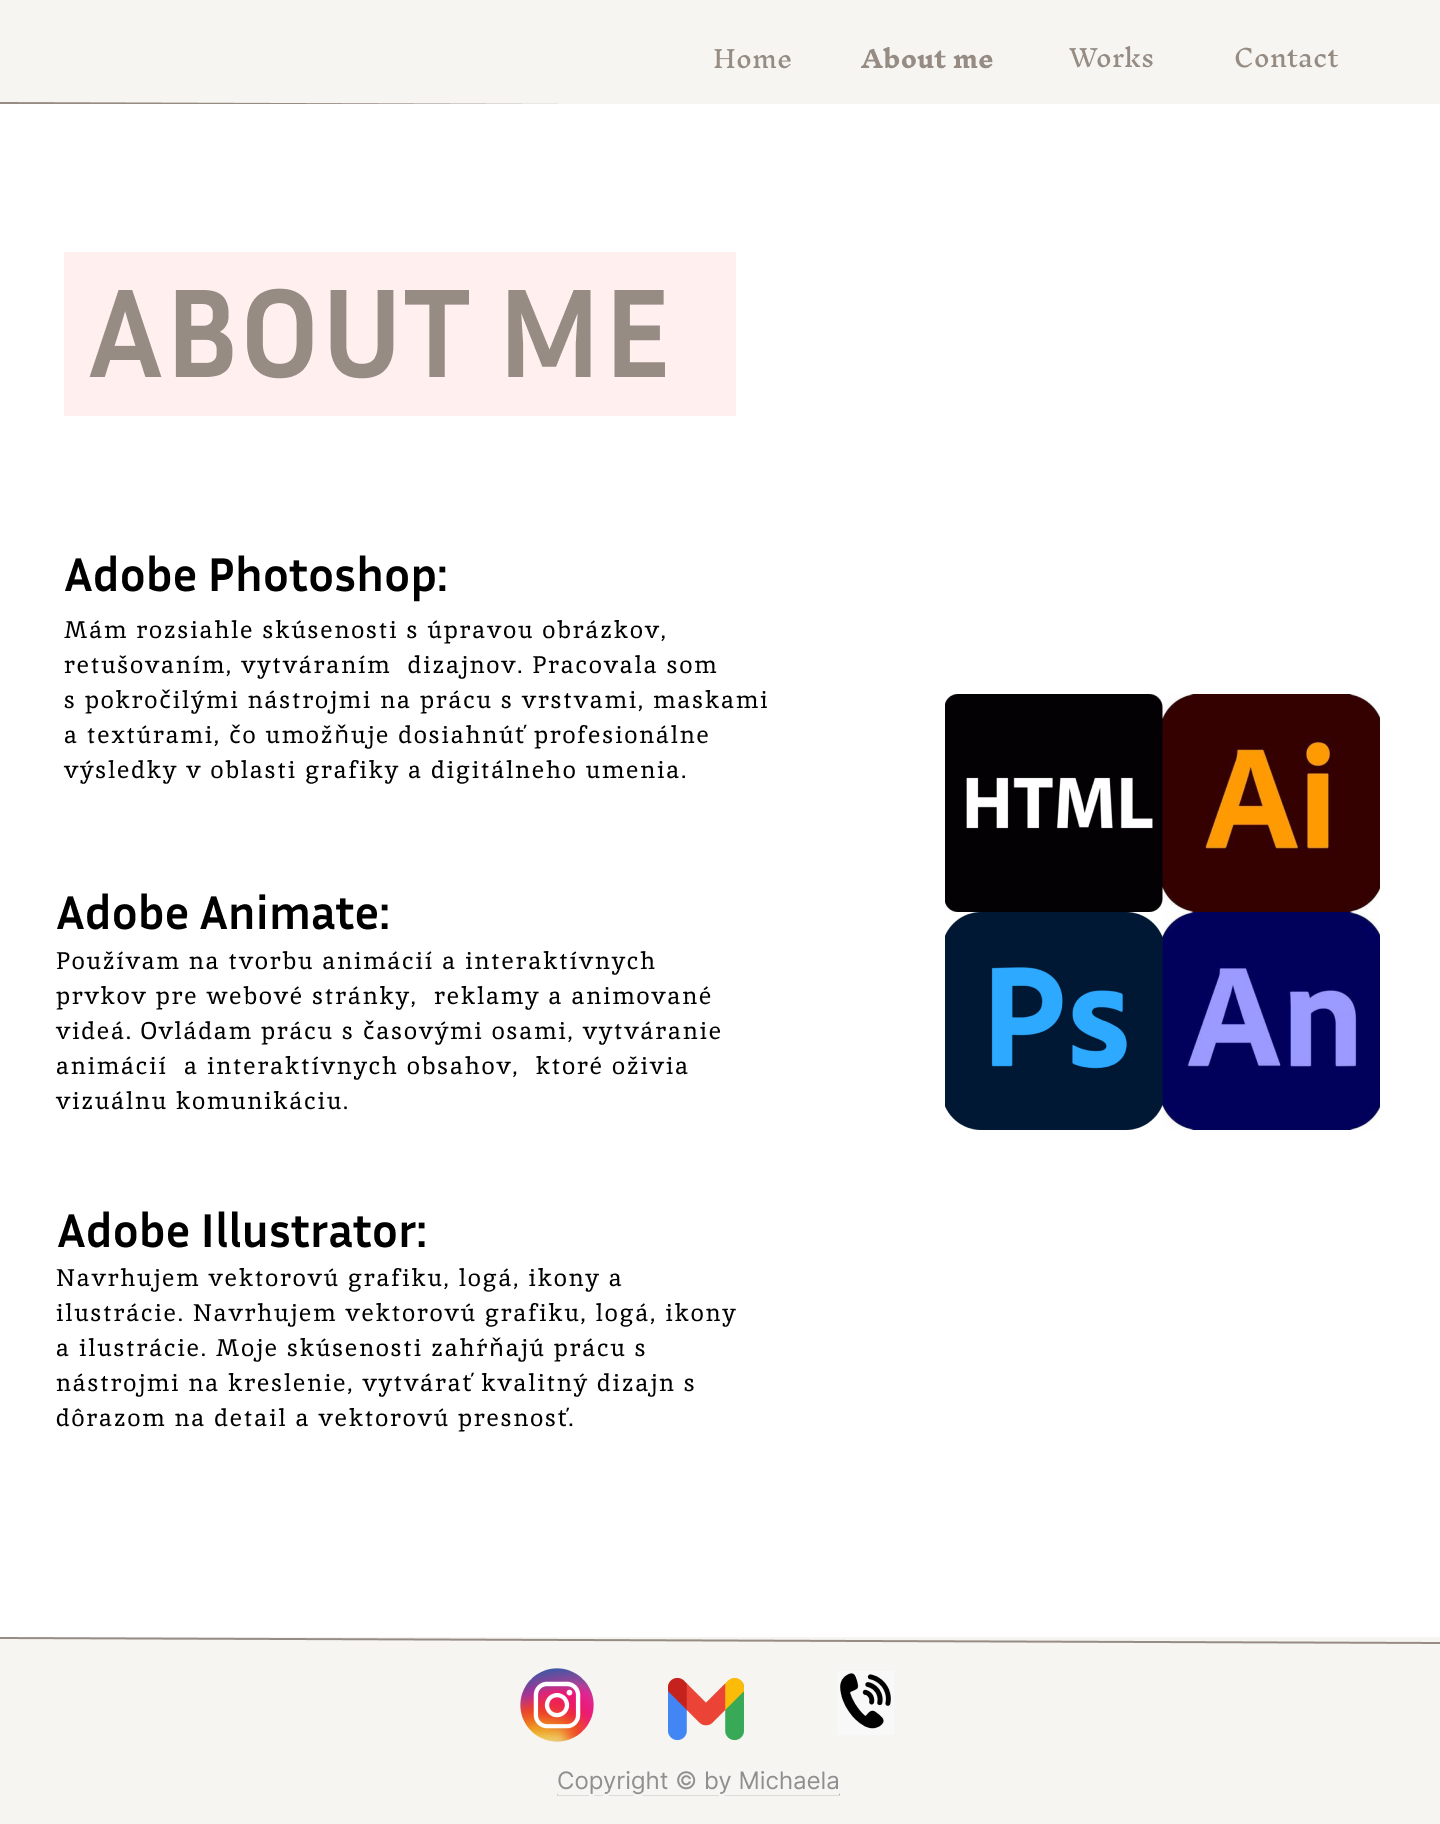 Home About me Works Contact
ABOUT ME
Adobe Photoshop:
Mám rozsiahle skúsenosti s úpravou obrázkov,
retušovaním, vytváraním dizajnov. Pracovala som
s pokročilými nástrojmi na prácu s vrstvami, maskami
a textúrami, čo umožňuje dosiahnúť profesionálne
výsledky v oblasti grafiky a digitálneho umenia.
HTML Ai
Ps An
Adobe Animate:
Používam na tvorbu animácií a interaktívnych
prvkov pre webové stránky, reklamy a animované
videá. Ovládam prácu s časovými osami, vytváranie
animácií a interaktívnych obsahov, ktoré oživia
vizuálnu komunikáciu.
Adobe Illustrator:
Navrhujem vektorovú grafiku, logá, ikony a
ilustrácie. Navrhujem vektorovú grafiku, logá, ikony
a ilustrácie. Moje skúsenosti zahŕňajú prácu s
nástrojmi na kreslenie, vytvárať kvalitný dizajn s
dôrazom na detail a vektorovú presnosť.
Copyright © by Michaela